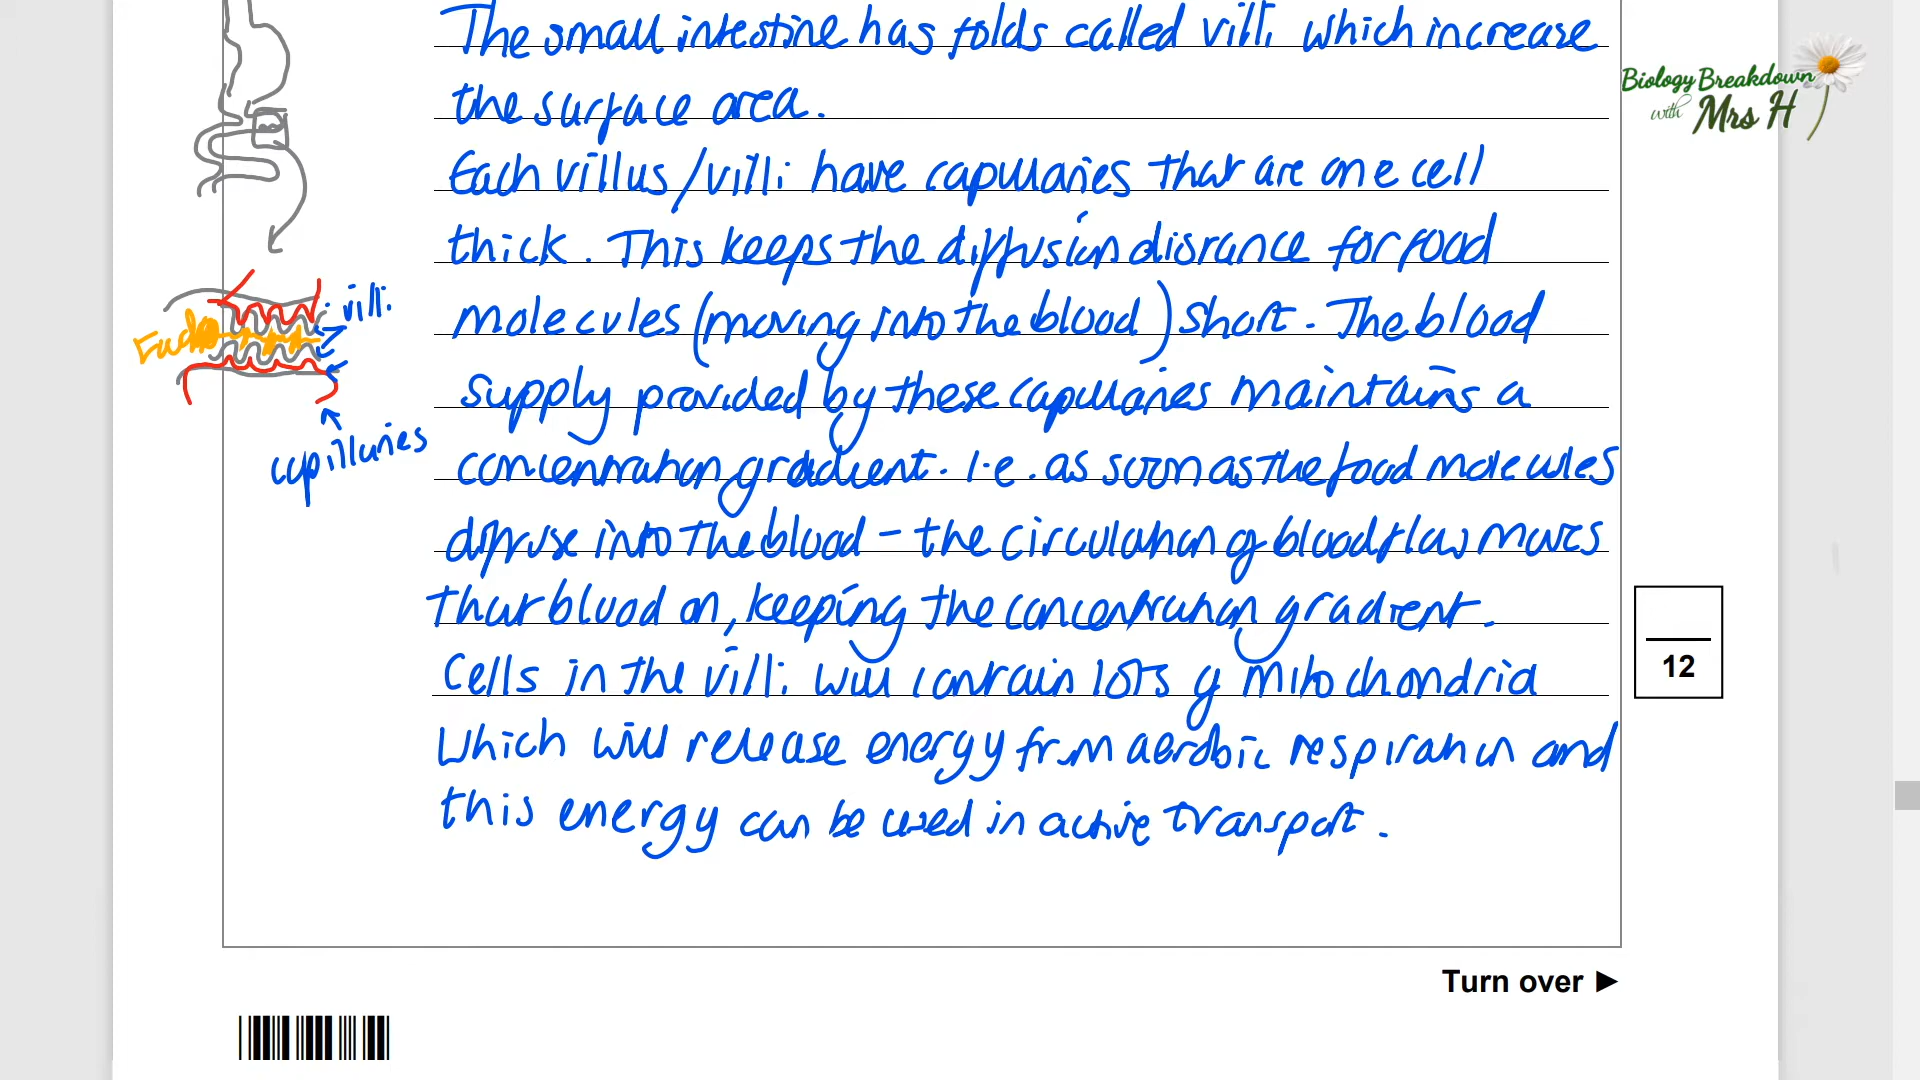 The small intestine has folds called villi which increase
the surface area.
Each villus/villi have capillaries that are one cell
thick. This keeps the diffusion distance for food
molecules (moving into the blood) short. The blood
supply provided by these capillaries maintains a
concentration gradient. i.e. as soon as the food molecules
diffuse into the blood - the circulation of blood flow moves
that blood on, keeping the concentration gradient.
Cells in the villi will contain lots of mitochondria
which will release energy from aerobic respiration and
this energy can be used in active transport.
villi
capillaries
Biology Breakdown
with Mrs H
12
Turn over ►